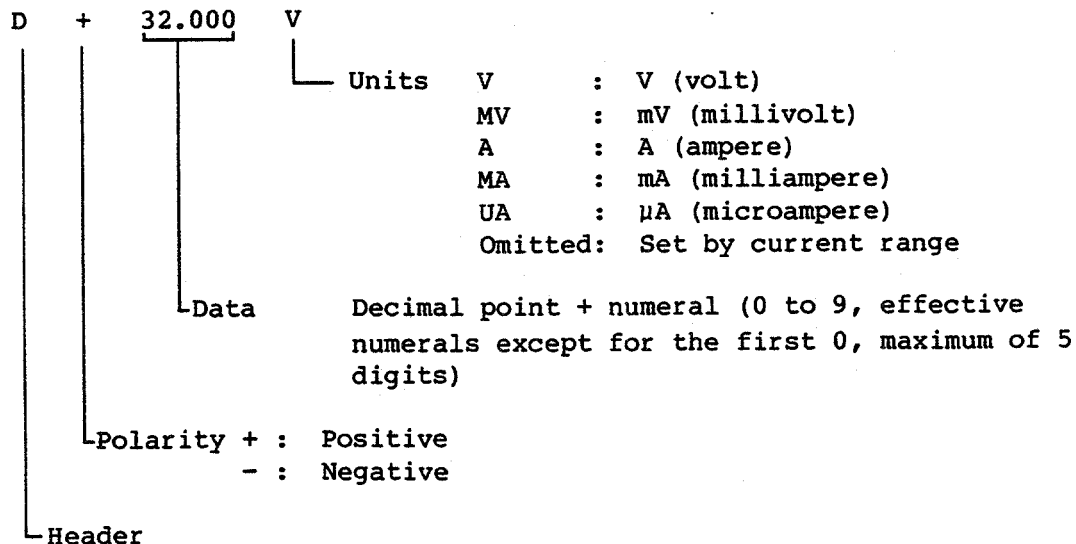 D + 32.000 V
Units V : V (volt)
MV : mV (millivolt)
A : A (ampere)
MA : mA (milliampere)
UA : µA (microampere)
Omitted: Set by current range
Data Decimal point + numeral (0 to 9, effective
numerals except for the first 0, maximum of 5
digits)
Polarity + : Positive
- : Negative
Header